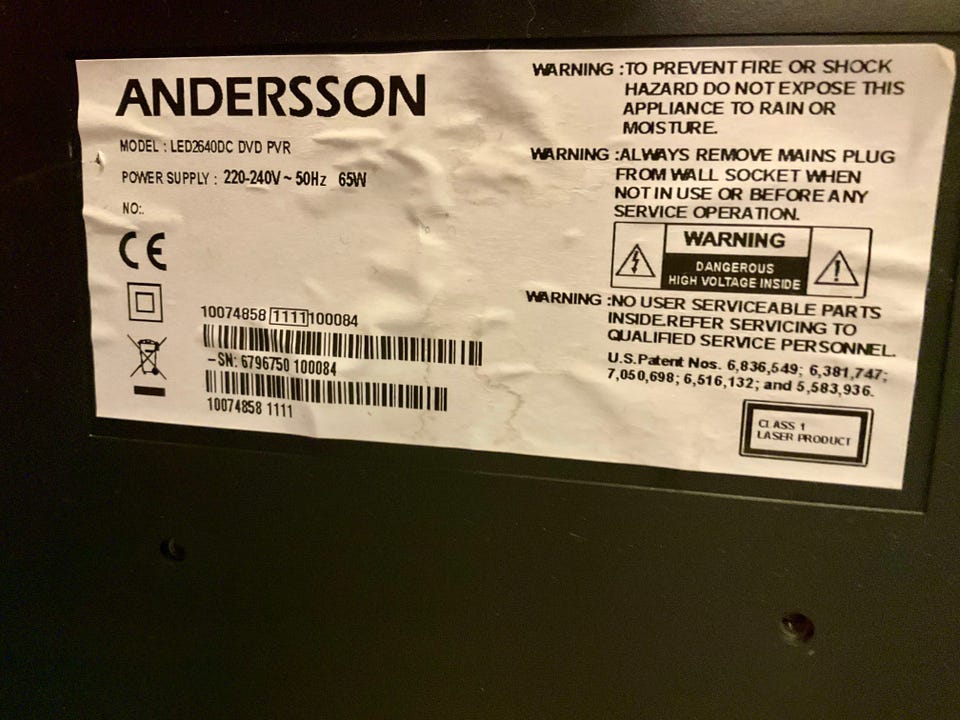 ANDERSSON
MODEL : LED2640DC DVD PVR
POWER SUPPLY : 220-240V ~ 50Hz 65W
NO:.
CE
10074858 1111 100084
-SN: 6796750 100084
10074858 1111
WARNING :TO PREVENT FIRE OR SHOCK
HAZARD DO NOT EXPOSE THIS
APPLIANCE TO RAIN OR
MOISTURE.
WARNING :ALWAYS REMOVE MAINS PLUG
FROM WALL SOCKET WHEN
NOT IN USE OR BEFORE ANY
SERVICE OPERATION.
WARNING
DANGEROUS
HIGH VOLTAGE INSIDE
WARNING :NO USER SERVICEABLE PARTS
INSIDE.REFER SERVICING TO
QUALIFIED SERVICE PERSONNEL.
U.S.Patent Nos. 6,836,549; 6,381,747;
7,050,698; 6,516,132; and 5,583,936.
CLASS 1
LASER PRODUCT